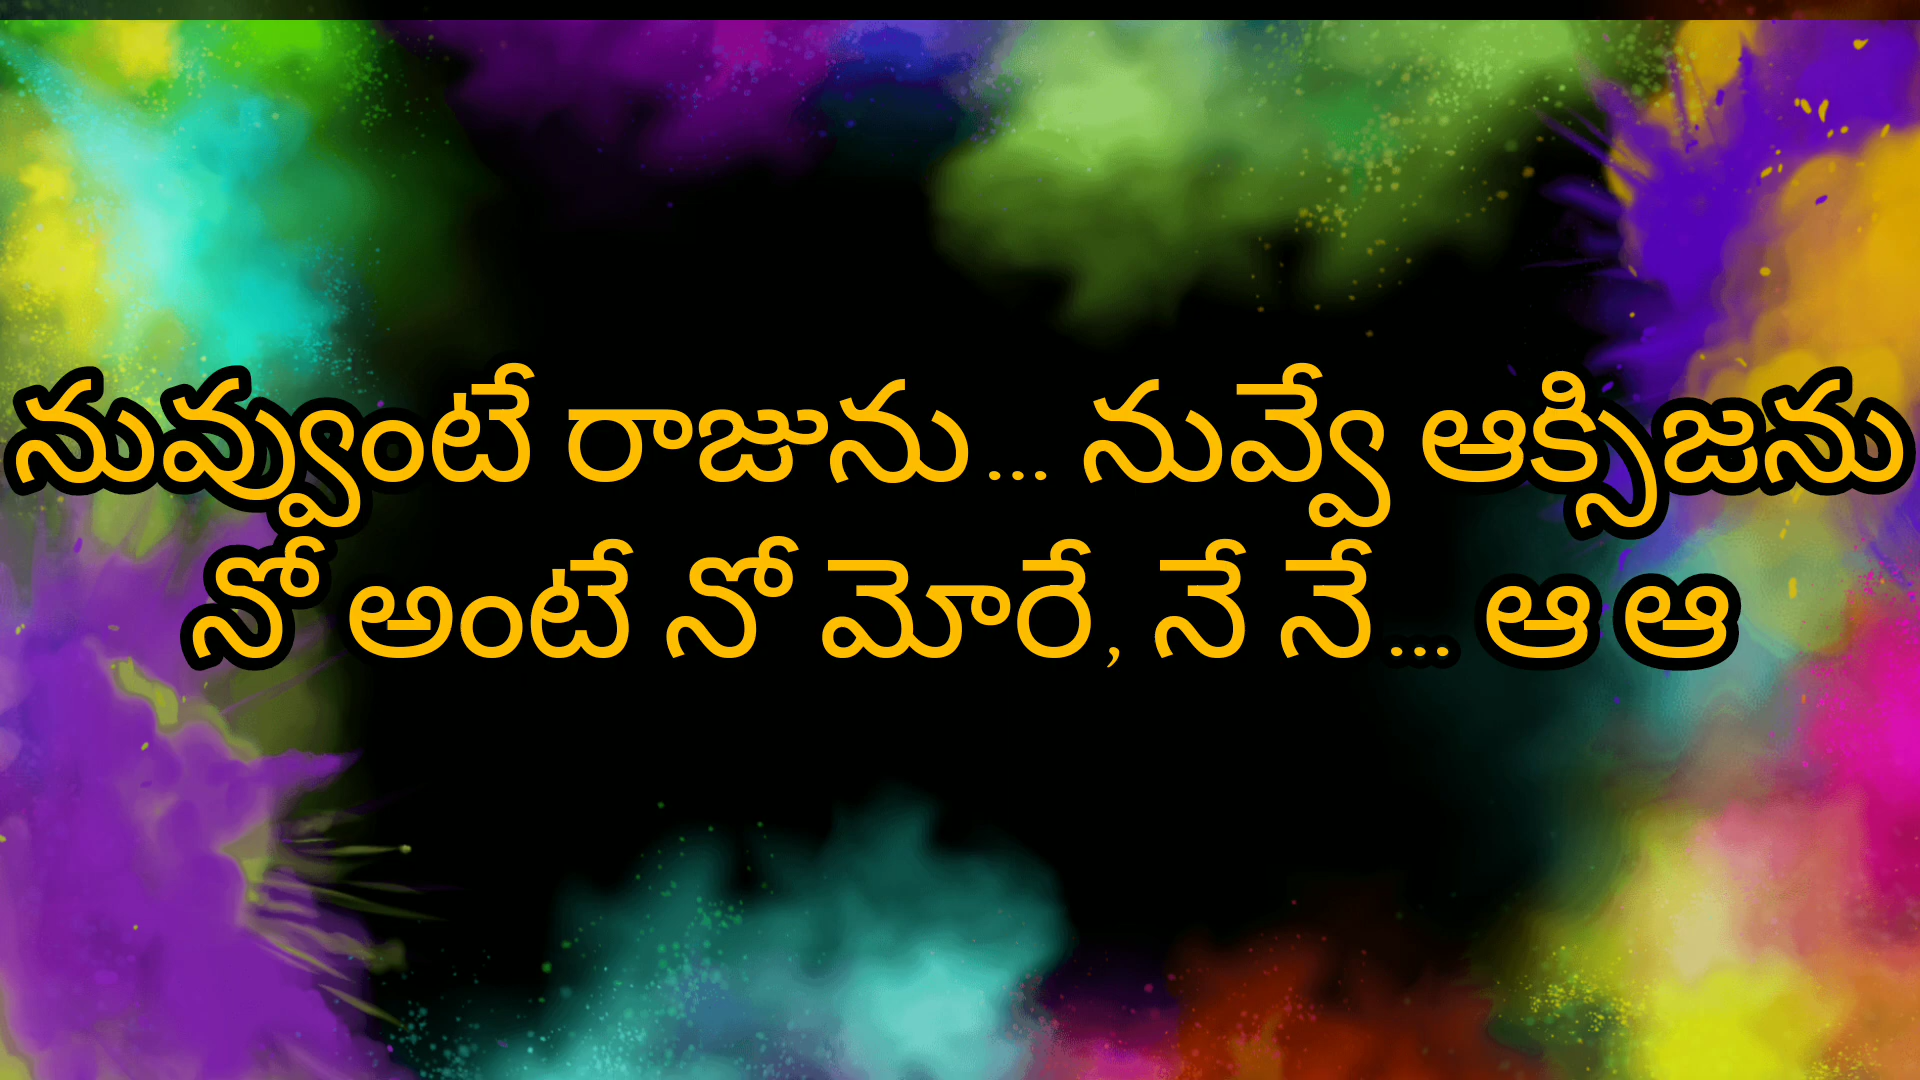 నువ్వుంటే రాజును... నువ్వే ఆక్సిజను
నో అంటే నో మోరే, నే నే... ఆ ఆ